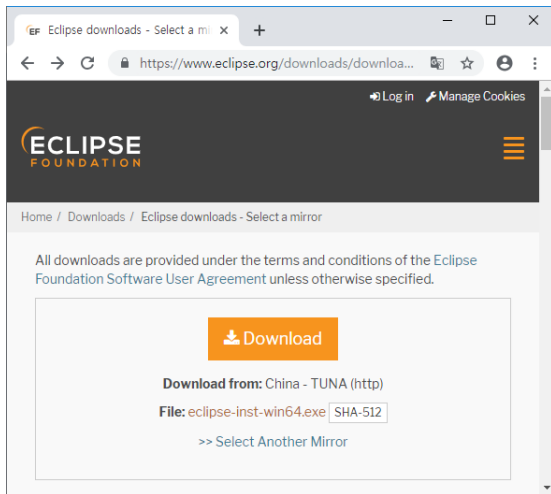 EF Eclipse downloads - Select a mi
https://www.eclipse.org/downloads/downloa...
Log in Manage Cookies
ECLIPSE
FOUNDATION
Home / Downloads / Eclipse downloads - Select a mirror
All downloads are provided under the terms and conditions of the Eclipse
Foundation Software User Agreement unless otherwise specified.
Download
Download from: China - TUNA (http)
File: eclipse-inst-win64.exe SHA-512
>> Select Another Mirror